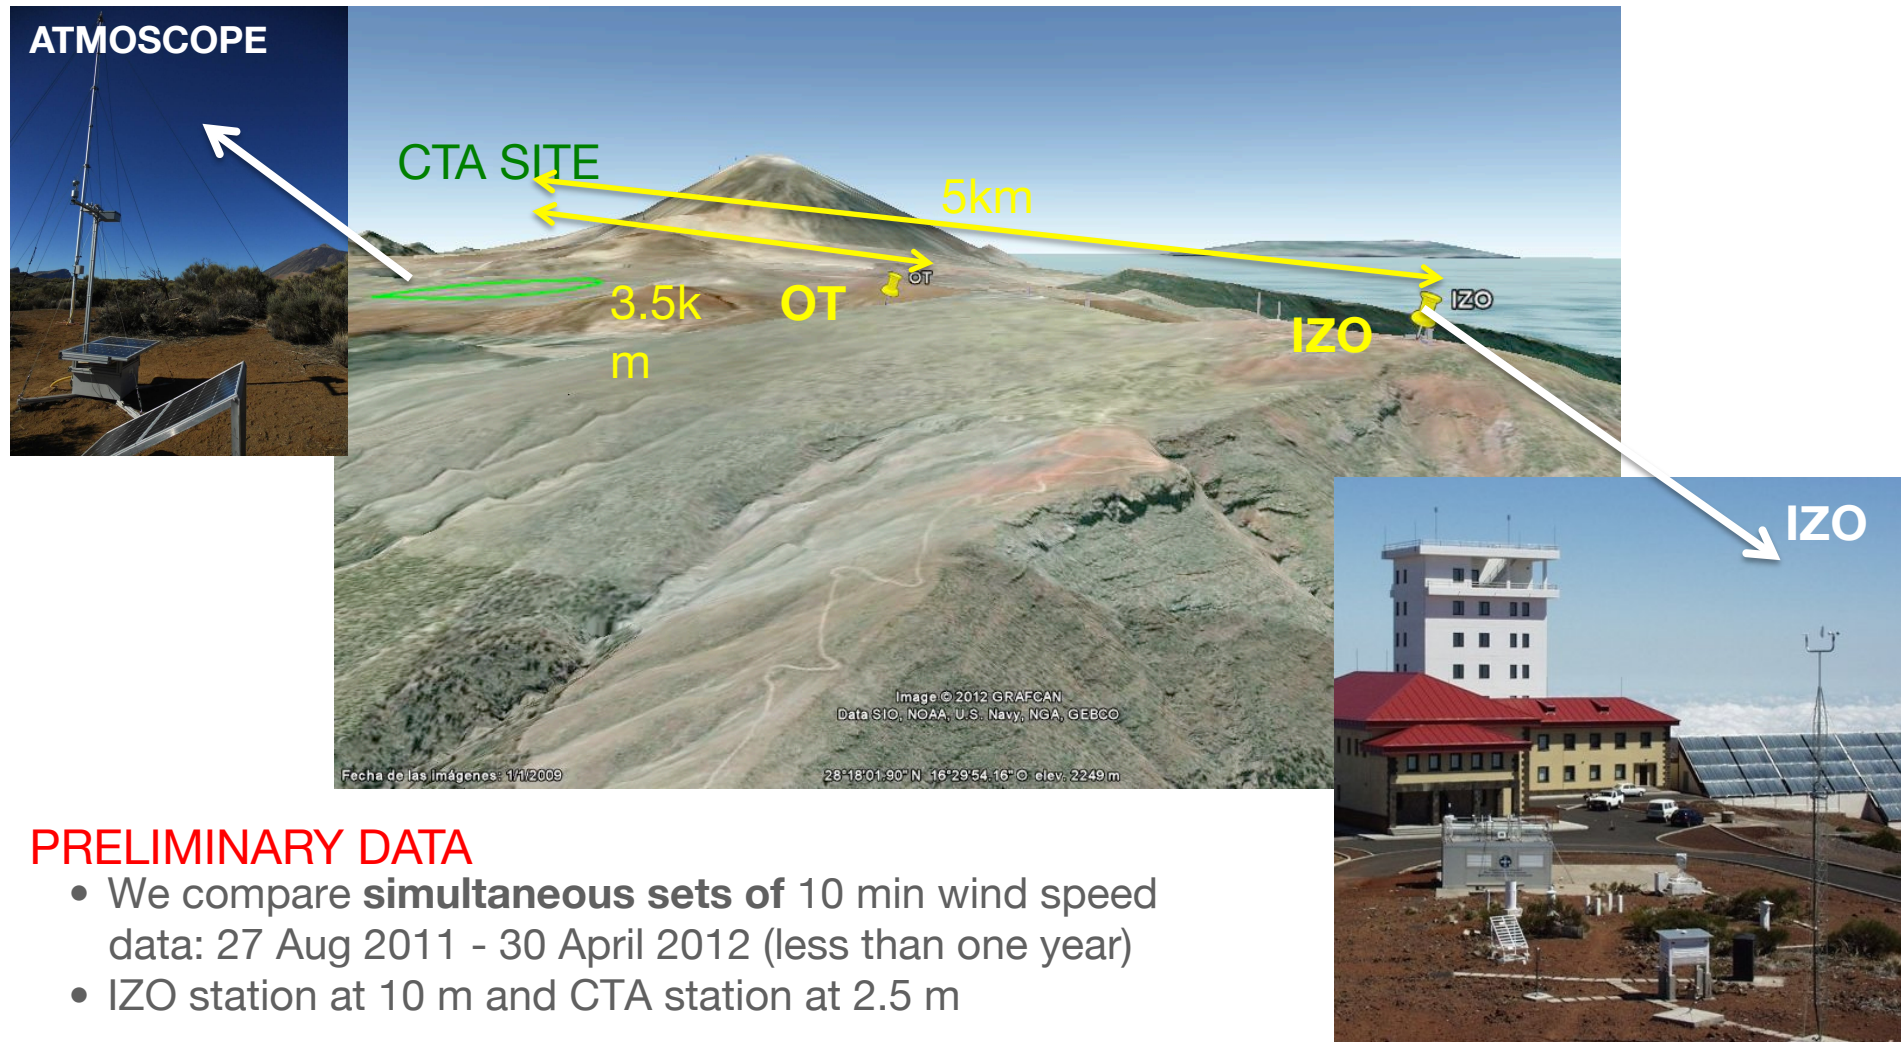 ATMOSCOPE
CTA SITE
5km
3.5k
m
OT
OT
IZO
IZO
IZO
Image © 2012 GRAFCAN
Data SIO, NOAA, U.S. Navy, NGA, GEBCO
Fecha de las imágenes: 1/1/2009
28°18'01.90" N 16°29'54.16" O elev. 2249 m
PRELIMINARY DATA
• We compare simultaneous sets of 10 min wind speed
data: 27 Aug 2011 - 30 April 2012 (less than one year)
• IZO station at 10 m and CTA station at 2.5 m